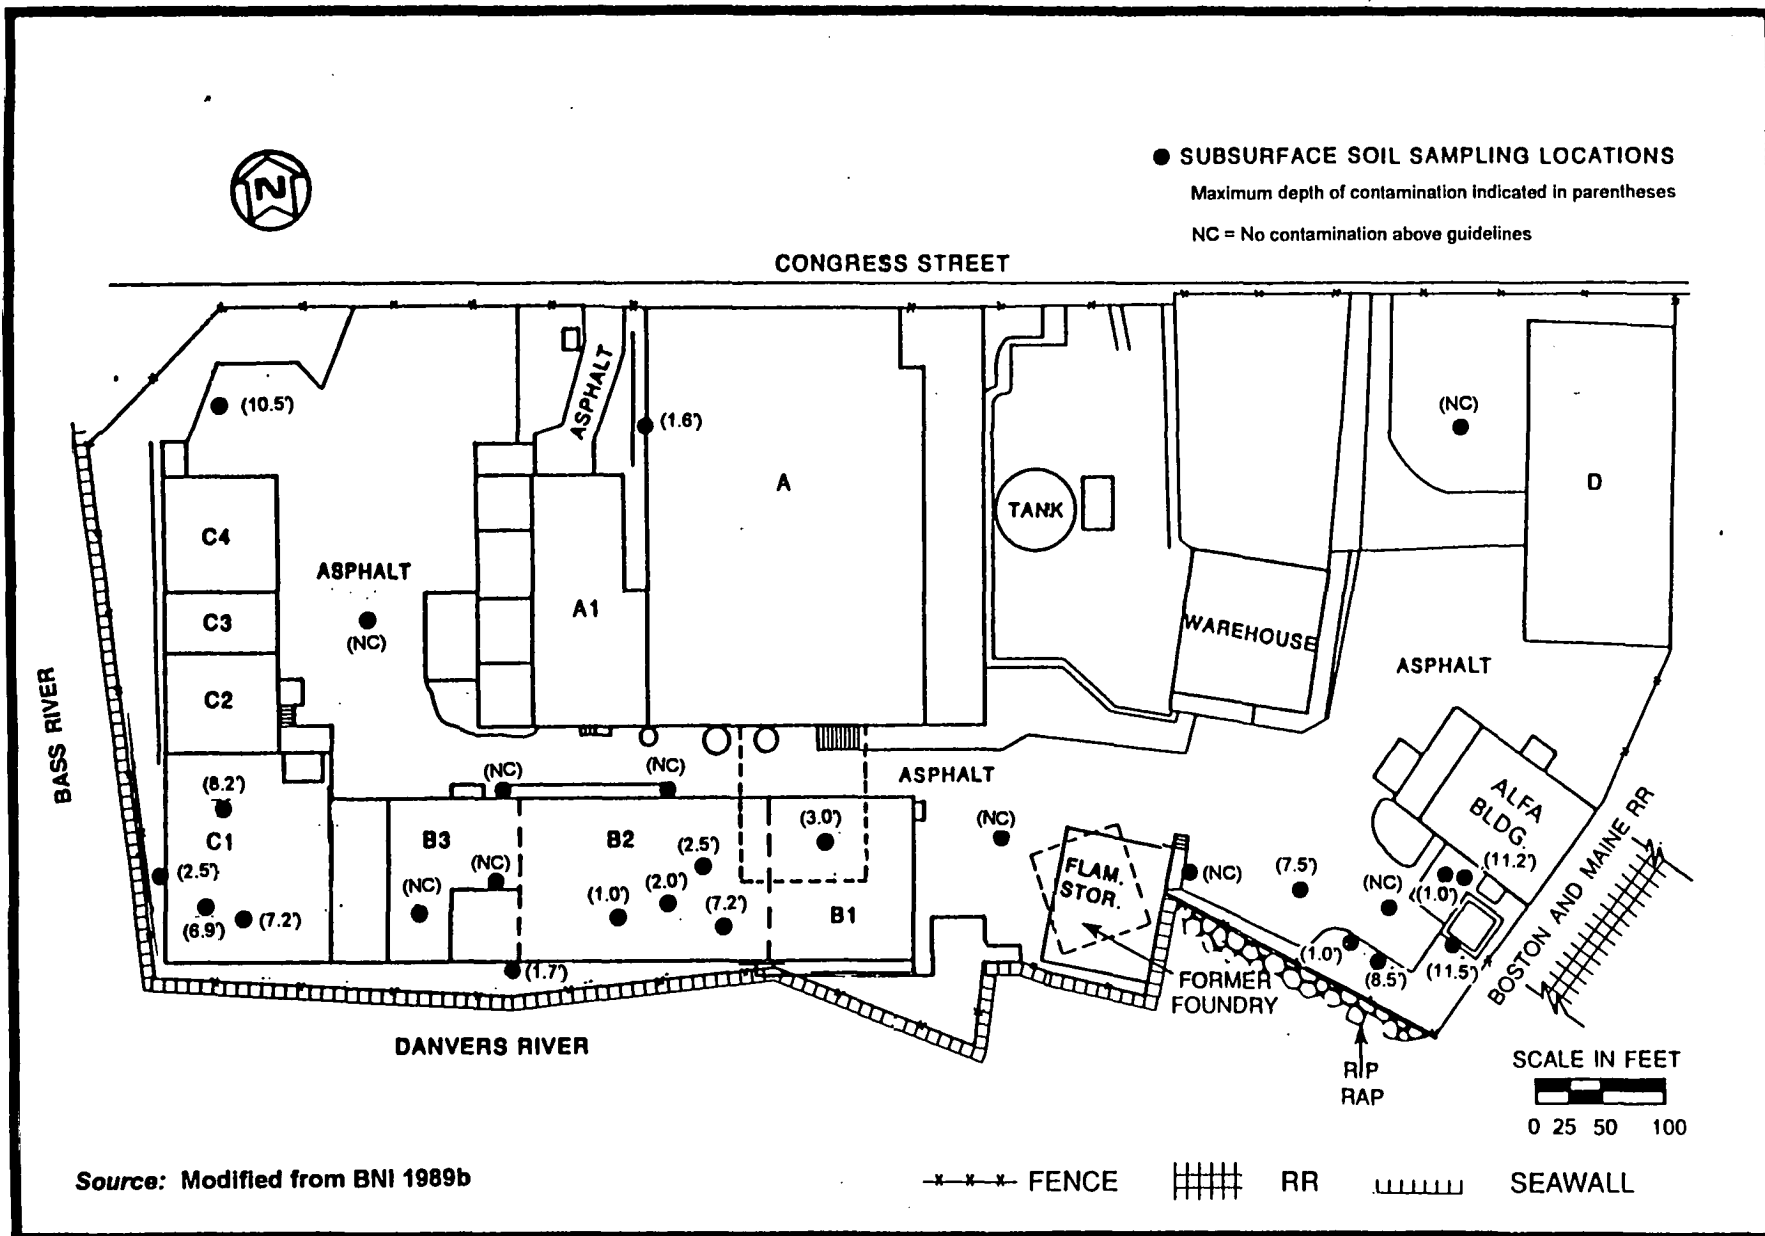 ● SUBSURFACE SOIL SAMPLING LOCATIONS
Maximum depth of contamination indicated in parentheses
NC = No contamination above guidelines
N
CONGRESS STREET
ASPHALT
(10.5')
(1.6')
(NC)
A
D
TANK
C4
ASPHALT
A1
C3
(NC)
WAREHOUSE
ASPHALT
C2
BASS RIVER
(NC)
(NC)
ASPHALT
(8.2')
ALFA
BLDG.
C1
B3
B2
(2.5')
(3.0')
(NC)
(2.5')
(NC)
(NC)
(1.0')
(2.0')
(7.2')
B1
FLAM.
STOR.
(NC)
(7.5')
(NC)
(11.2')
(1.0')
(6.9')
(7.2')
(1.7')
(1.0')
(8.5')
(11.5')
FORMER
FOUNDRY
BOSTON AND MAINE RR
DANVERS RIVER
RIP
RAP
SCALE IN FEET
0 25 50 100
Source: Modified from BNI 1989b
FENCE RR SEAWALL